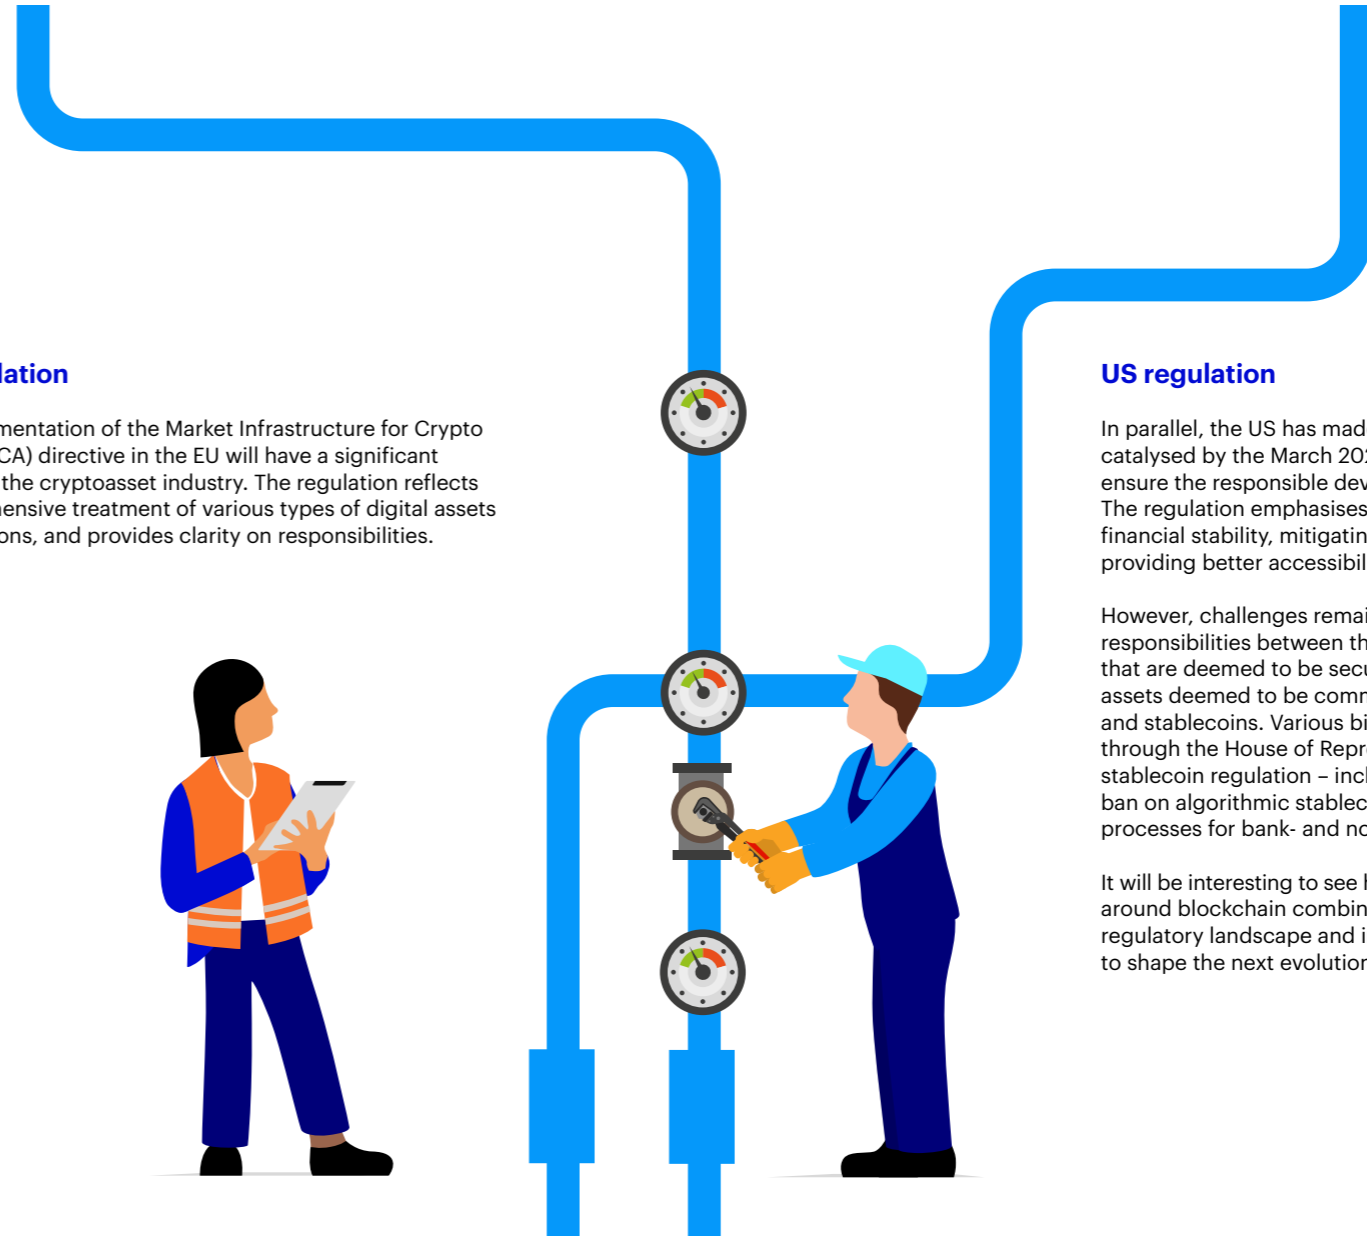 lation
mentation of the Market Infrastructure for Crypto
CA) directive in the EU will have a significant
the cryptoasset industry. The regulation reflects
ensive treatment of various types of digital assets
ons, and provides clarity on responsibilities.
US regulation
In parallel, the US has mad
catalysed by the March 202
ensure the responsible dev
The regulation emphasises
financial stability, mitigatin
providing better accessibil
However, challenges remai
responsibilities between th
that are deemed to be secu
assets deemed to be comm
and stablecoins. Various bi
through the House of Repre
stablecoin regulation – incl
ban on algorithmic stablec
processes for bank- and no
It will be interesting to see h
around blockchain combin
regulatory landscape and i
to shape the next evolution